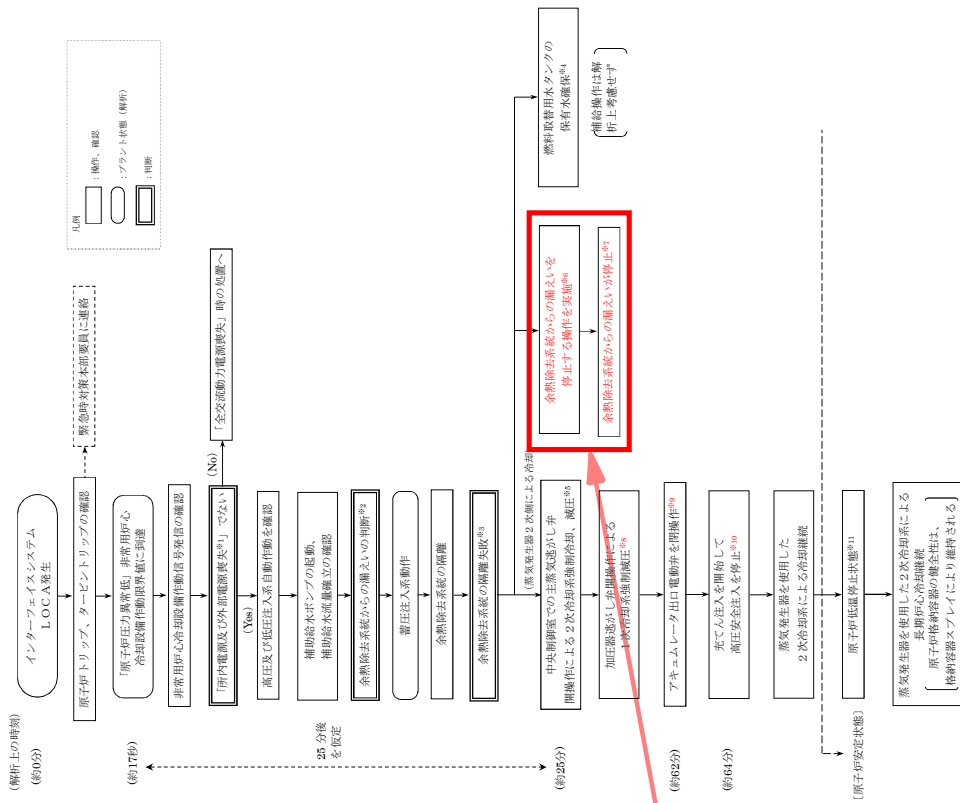 (解析上の時刻)
(約0分)
インターフェイスシステム
LOCA発生
原子炉トリップ、タービントリップの確認
緊急時対策本部要員に連絡
凡例
：操作、確認
：プラント状態（解析）
：判断
(約17秒)
「原子炉圧力異常低」非常用炉心
冷却設備作動限界値に到達
非常用炉心冷却設備作動信号発信の確認
「所内電源及び外部電源喪失※1」でない
(No)
「全交流動力電源喪失」時の処置へ
(Yes)
高圧及び低圧注入系自動作動を確認
補助給水ポンプの起動、
補助給水流量確立の確認
25分後
を仮定
余熱除去系統からの漏えいの判断※2
蓄圧注入系動作
余熱除去系統の隔離
余熱除去系統の隔離失敗※3
(蒸気発生器2次側による冷却)
(約25分)
中央制御室での主蒸気逃がし弁
開操作による2次冷却系強制冷却、減圧※5
余熱除去系統からの漏えいを
停止する操作を実施※6
余熱除去系統からの漏えいが停止※7
燃料取替用水タンクの
保有水確保※4
補給操作は解
析上考慮せず
加圧器逃がし弁開操作による
1次冷却系強制減圧※8
(約62分)
アキュムレータ出口電動弁を閉操作※9
(約64分)
充てん注入を開始して
高圧安全注入を停止※10
蒸気発生器を使用した
2次冷却系による冷却継続
［原子炉安定状態］
原子炉低温停止状態※11
蒸気発生器を使用した2次冷却系による
長期炉心冷却継続
原子炉格納容器の健全性は、
格納容器スプレイにより維持される